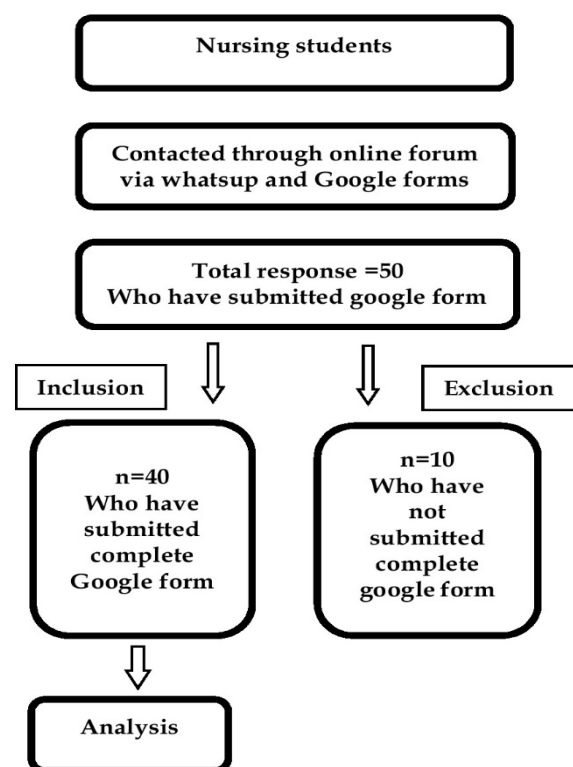 Nursing students
Contacted through online forum
via whatsup and Google forms
Total response =50
Who have submitted google form
Inclusion
Exclusion
n=40
Who have
submitted
complete
Google form
n=10
Who have
not
submitted
complete
google form
Analysis